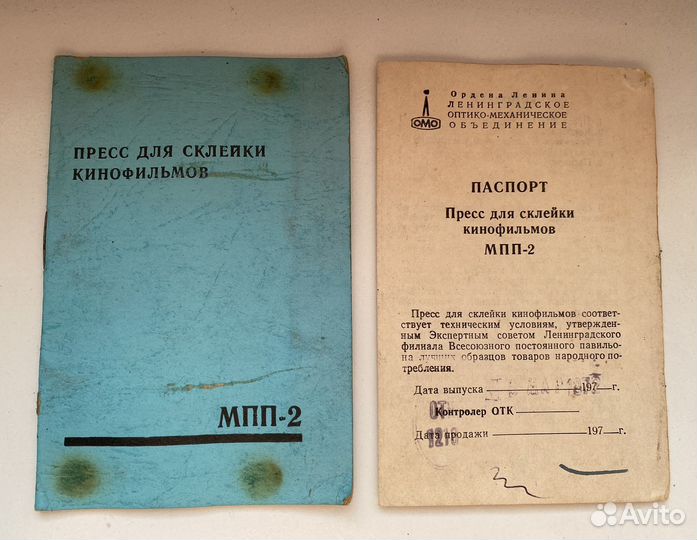 ПРЕСС ДЛЯ СКЛЕЙКИ
КИНОФИЛЬМОВ
МПП-2
Ордена Ленина
ЛЕНИНГРАДСКОЕ
ОПТИКО-МЕХАНИЧЕСКОЕ
ОБЪЕДИНЕНИЕ
ОМО
ПАСПОРТ
Пресс для склейки
кинофильмов
МПП-2
Пресс для склейки кинофильмов соответ-
ствует техническим условиям, утвержден-
ным Экспертным советом Ленинградского
филиала Всесоюзного постоянного павильо-
на лучших образцов товаров народного по-
требления.
Дата выпуска 197 г.
Контролер ОТК
Дата продажи 197 г.
Avito